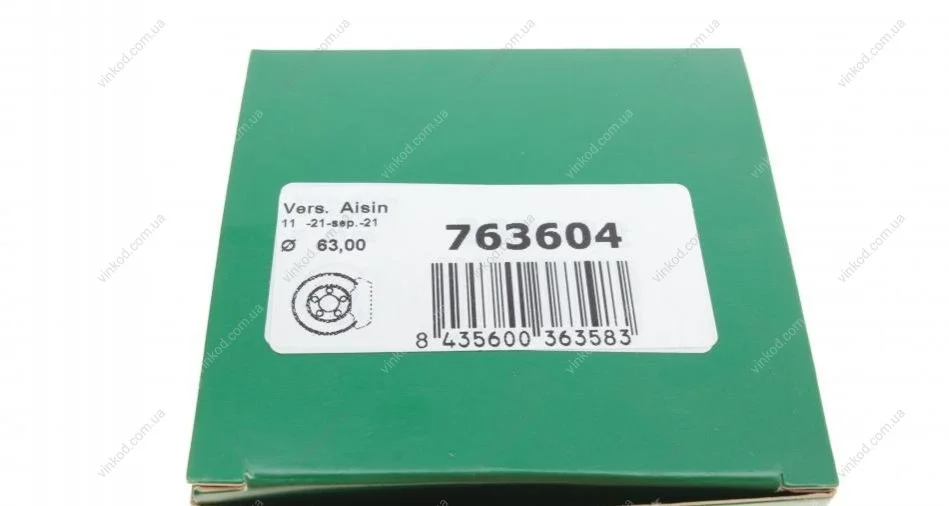 Vers. Aisin
11 -21-sep.-21
Ø 63,00
763604
8 435600 363583
vinkod.com.ua